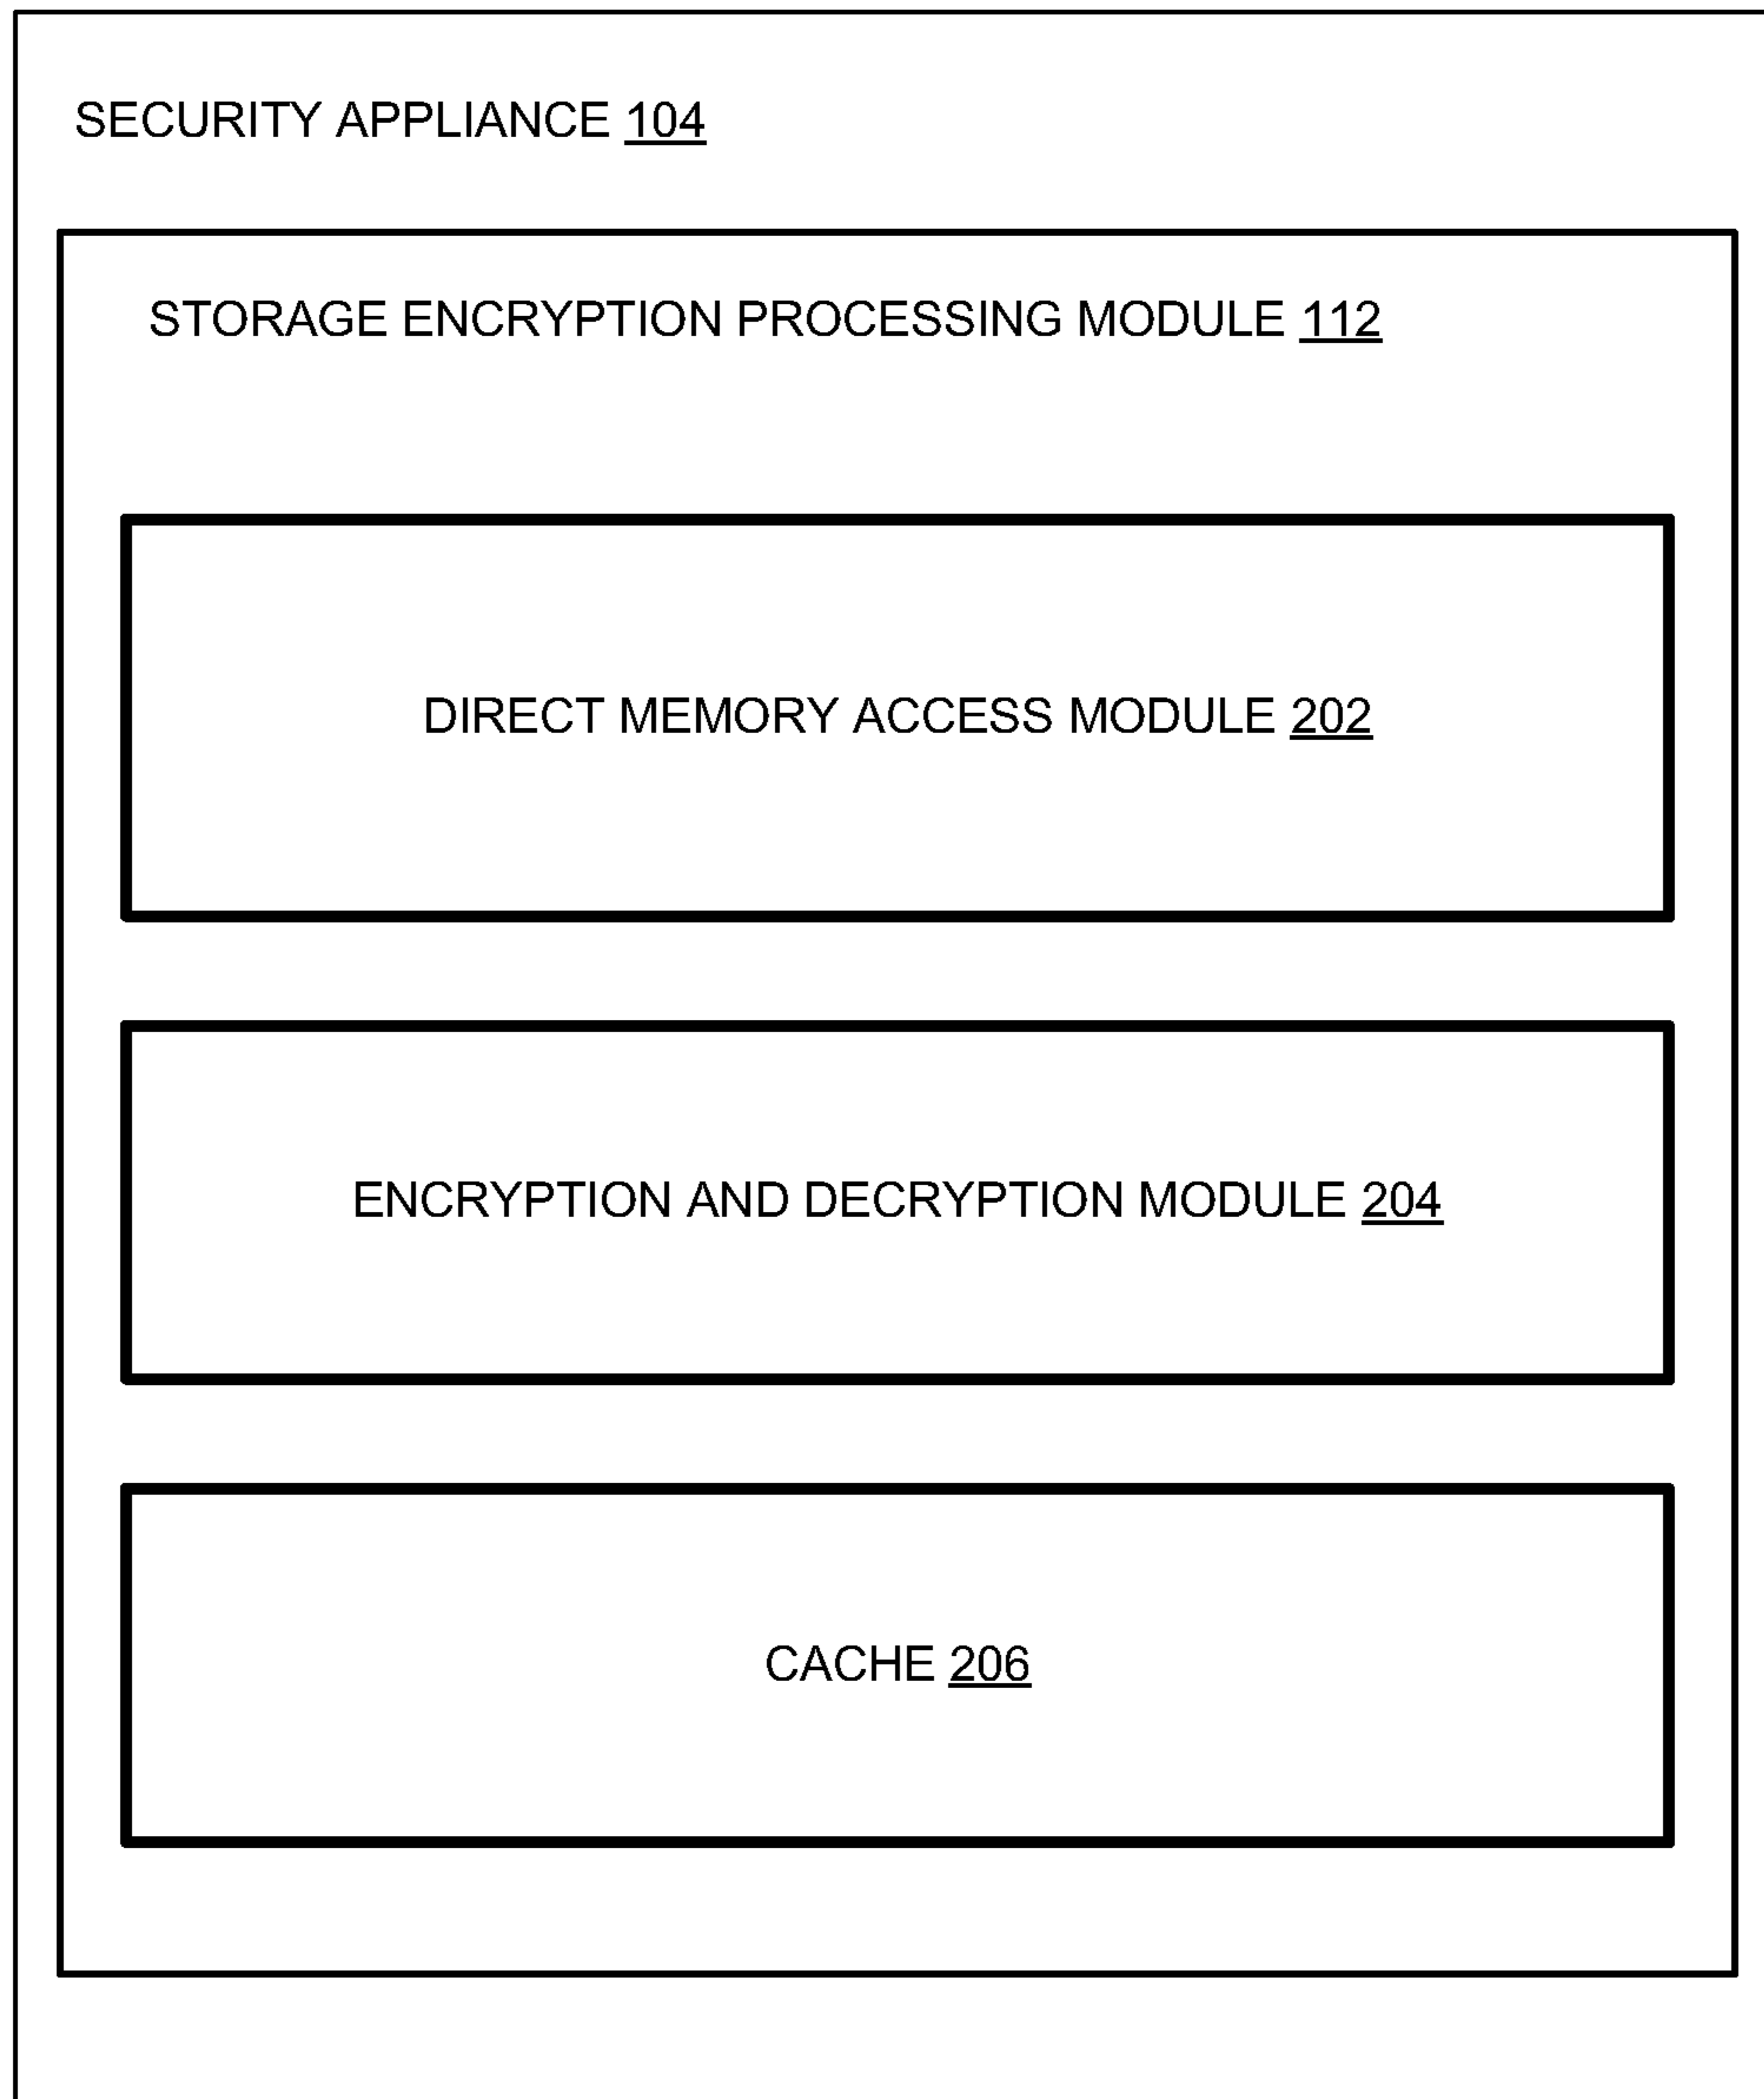 SECURITY APPLIANCE 104
STORAGE ENCRYPTION PROCESSING MODULE 112
DIRECT MEMORY ACCESS MODULE 202
ENCRYPTION AND DECRYPTION MODULE 204
CACHE 206